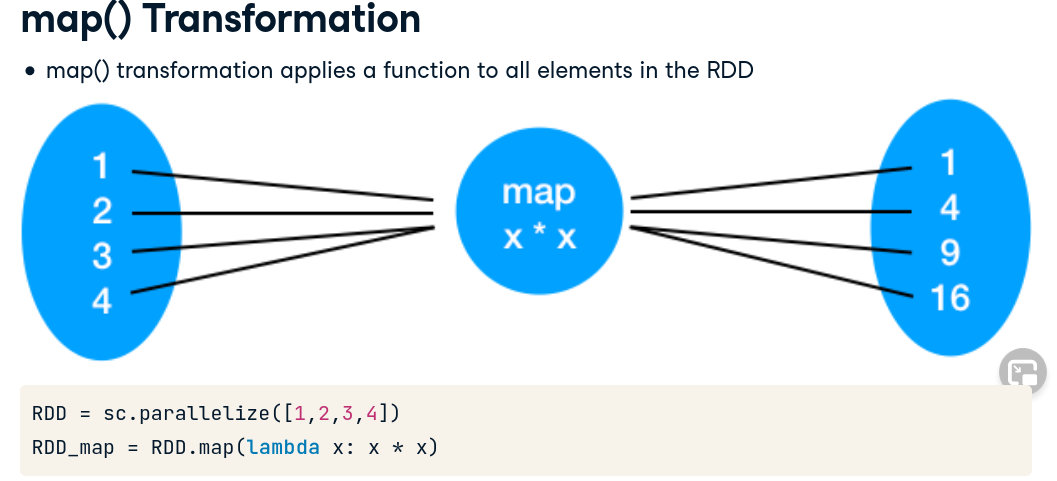 map() Transformation
• map() transformation applies a function to all elements in the RDD
1
2
3
4
map
x * x
1
4
9
16
RDD = sc.parallelize([1,2,3,4])
RDD_map = RDD.map(lambda x: x * x)